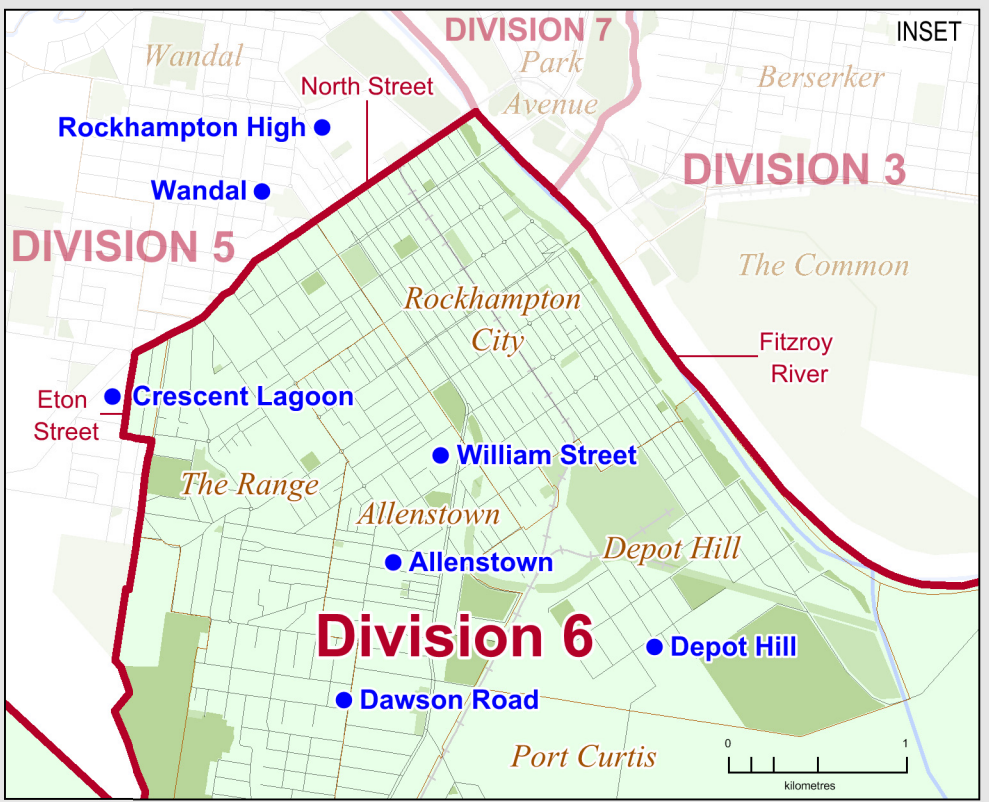 DIVISION 7
INSET
Wandal
Park
Avenue
Berserker
North Street
Rockhampton High
DIVISION 3
Wandal
DIVISION 5
The Common
Rockhampton
City
Fitzroy
River
Eton
Street
Crescent Lagoon
William Street
The Range
Allenstown
Depot Hill
Allenstown
Division 6
Depot Hill
Dawson Road
Port Curtis
0 1
kilometres